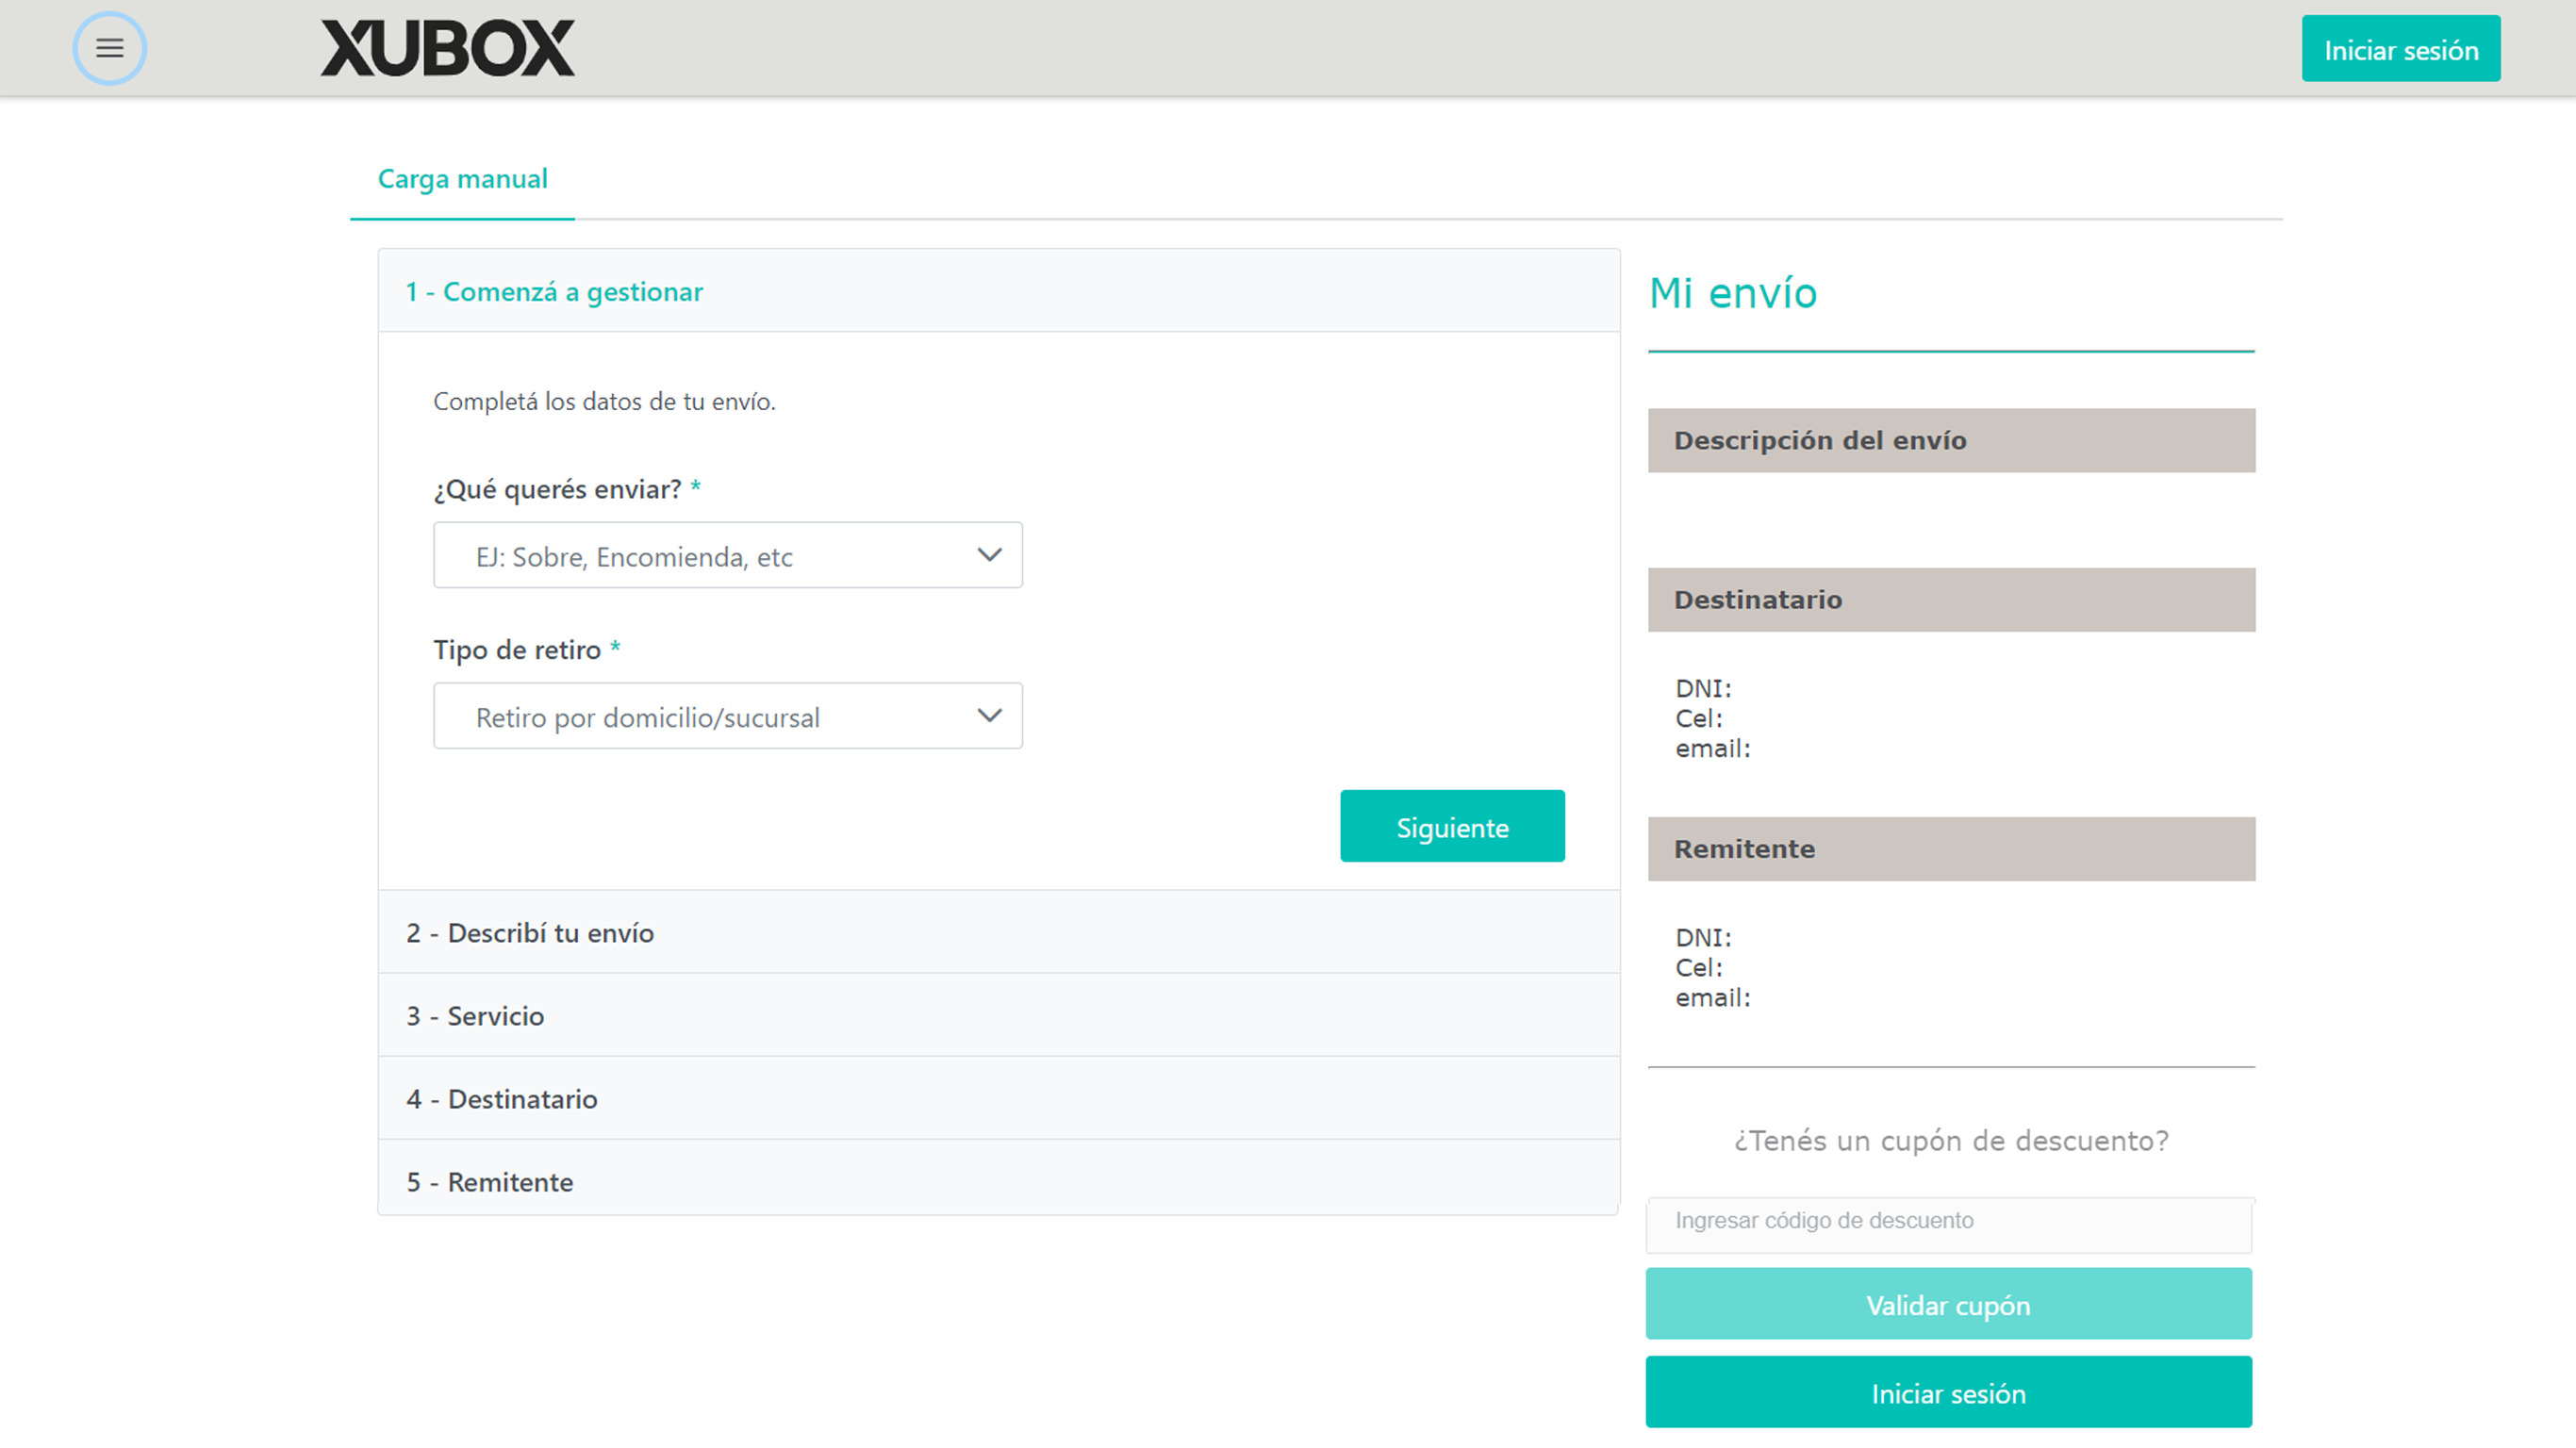 XUBOX
Iniciar sesión
Carga manual
1 - Comenzá a gestionar
Completá los datos de tu envío.
¿Qué querés enviar? *
EJ: Sobre, Encomienda, etc
Tipo de retiro *
Retiro por domicilio/sucursal
Siguiente
2 - Describí tu envío
3 - Servicio
4 - Destinatario
5 - Remitente
Mi envío
Descripción del envío
Destinatario
DNI:
Cel:
email:
Remitente
DNI:
Cel:
email:
¿Tenés un cupón de descuento?
Ingresar código de descuento
Validar cupón
Iniciar sesión